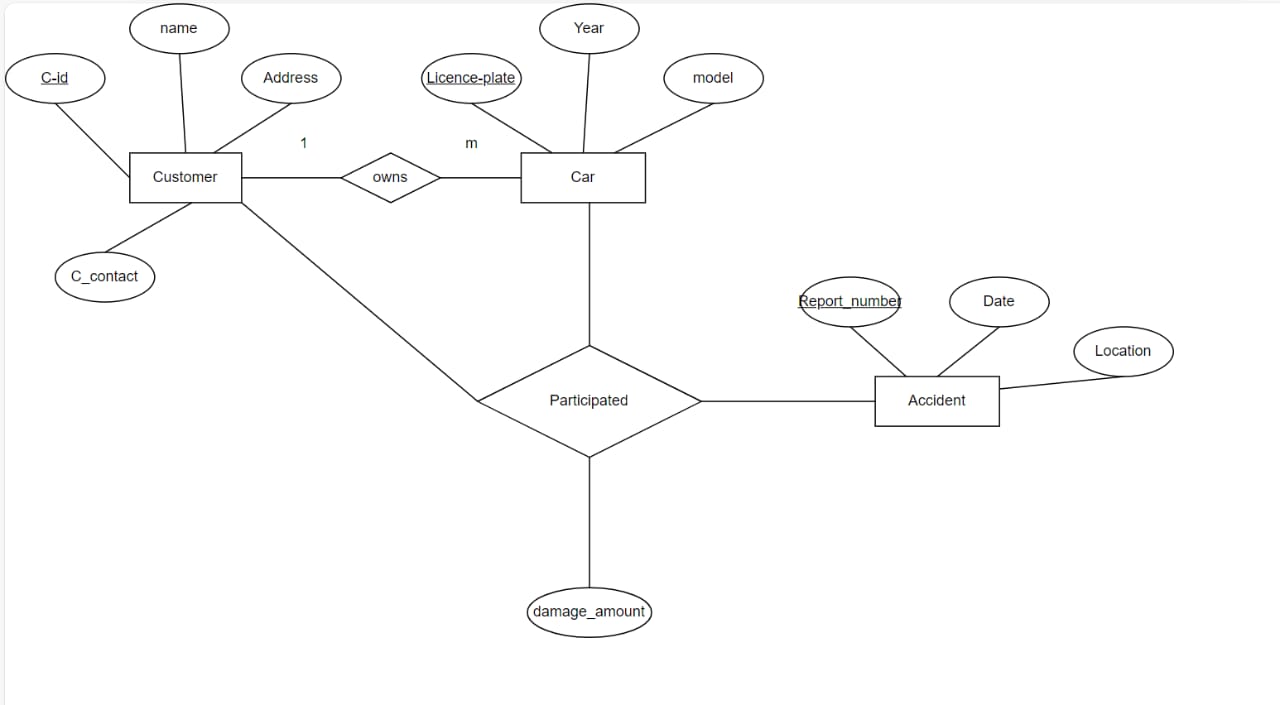 name
Year
C-id
Address
Licence-plate
model
1
m
Customer
owns
Car
C_contact
Report_number
Date
Location
Participated
Accident
damage_amount